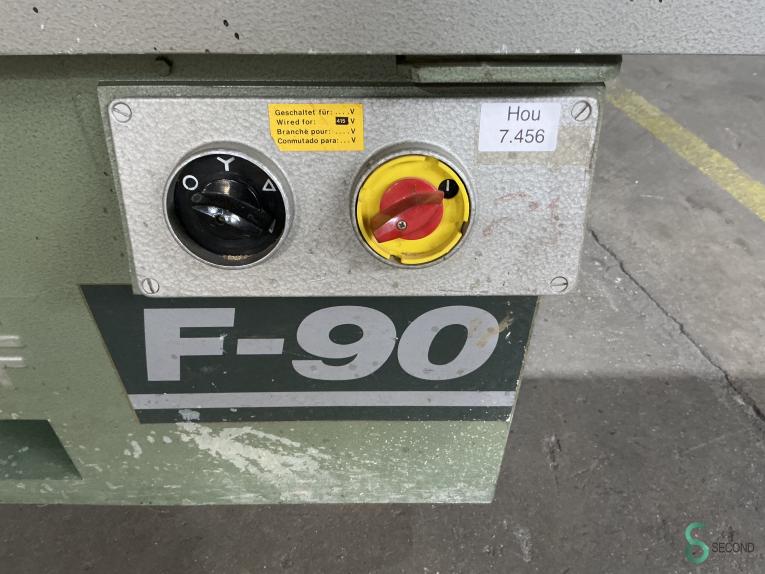 Geschaltet für: .... V
Wired for: 415 V
Branché pour: .... V
Conmutado para: ... V
Hou
7.456
O Y Δ
I
F-90
SECOND